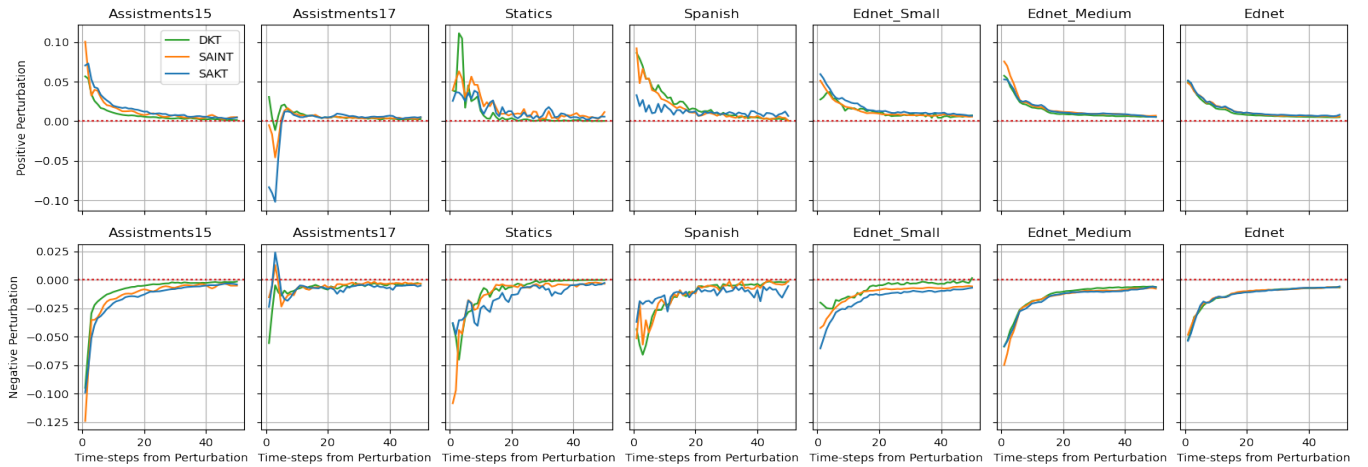 Assistments15 Assistments17 Statics Spanish Ednet_Small Ednet_Medium Ednet
Positive Perturbation
0.10
0.05
0.00
−0.05
−0.10
DKT
SAINT
SAKT
Assistments15 Assistments17 Statics Spanish Ednet_Small Ednet_Medium Ednet
Negative Perturbation
0.025
0.000
−0.025
−0.050
−0.075
−0.100
−0.125
0 20 40 0 20 40 0 20 40 0 20 40 0 20 40 0 20 40 0 20 40
Time-steps from Perturbation Time-steps from Perturbation Time-steps from Perturbation Time-steps from Perturbation Time-steps from Perturbation Time-steps from Perturbation Time-steps from Perturbation